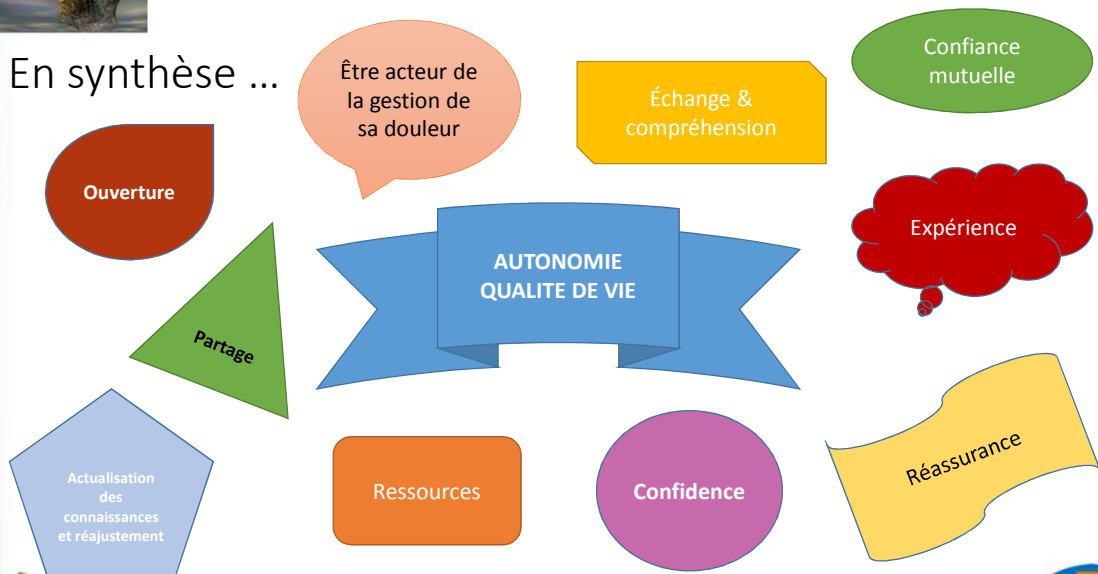 En synthèse …
Être acteur de
la gestion de
sa douleur
Échange &
compréhension
Confiance
mutuelle
Ouverture
Expérience
AUTONOMIE
QUALITE DE VIE
Partage
Actualisation
des
connaissances
et réajustement
Ressources
Confidence
Réassurance